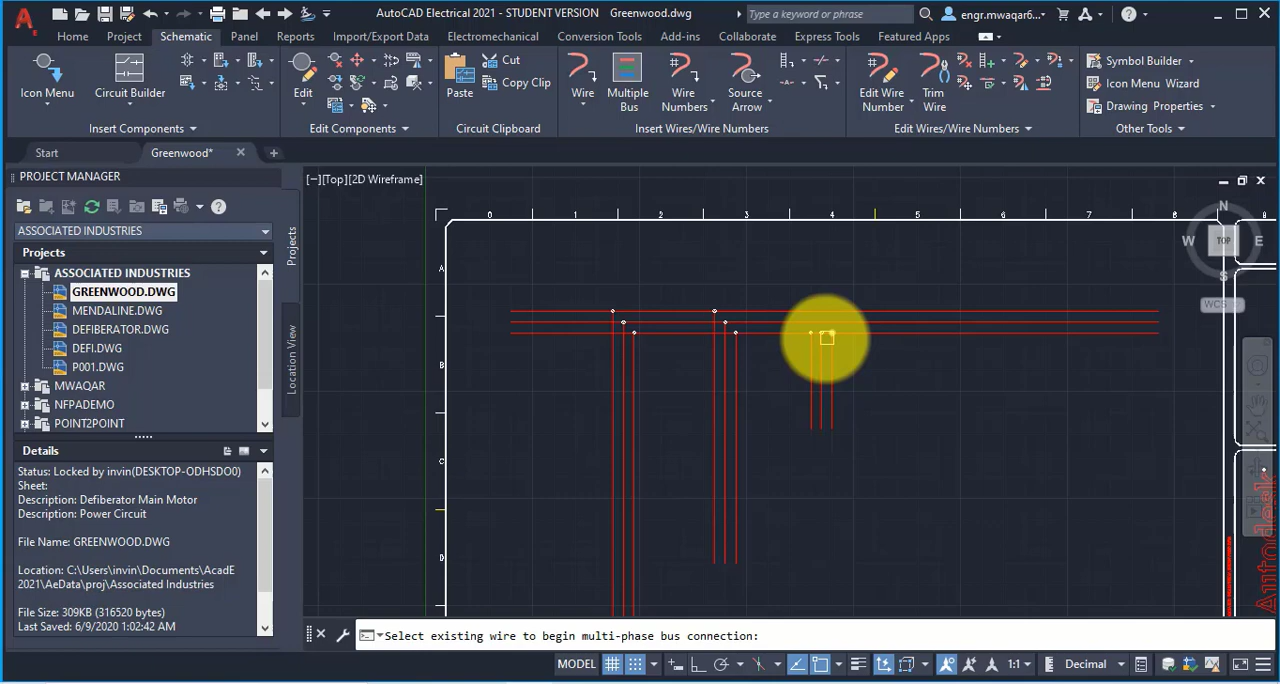 AutoCAD Electrical 2021 - STUDENT VERSION Greenwood.dwg
Type a keyword or phrase
engr.mwaqar6...
Home Project Schematic Panel Reports Import/Export Data Electromechanical Conversion Tools Add-ins Collaborate Express Tools Featured Apps
Icon Menu
Circuit Builder
Insert Components
Edit
Edit Components
Paste
Cut
Copy Clip
Circuit Clipboard
Wire
Multiple Bus
Wire Numbers
Source Arrow
Insert Wires/Wire Numbers
Edit Wire Number
Trim Wire
Edit Wires/Wire Numbers
Symbol Builder
Icon Menu Wizard
Drawing Properties
Other Tools
Start
Greenwood*
PROJECT MANAGER
ASSOCIATED INDUSTRIES
Projects
ASSOCIATED INDUSTRIES
GREENWOOD.DWG
MENDALINE.DWG
DEFIBERATOR.DWG
DEFI.DWG
P001.DWG
MWAQAR
NFPADEMO
POINT2POINT
Details
Status: Locked by invin(DESKTOP-ODHSDO0)
Sheet:
Description: Defiberator Main Motor
Description: Power Circuit
File Name: GREENWOOD.DWG
Location: C:\Users\invin\Documents\AcadE
2021\AeData\proj\Associated Industries
File Size: 309KB (316520 bytes)
Last Saved: 6/9/2020 1:02:42 AM
Projects
Location View
[−][Top][2D Wireframe]
0 1 2 3 4 5 6 7 8 9
A
B
C
D
N
W TOP E
S
WCS
Autodesk
Select existing wire to begin multi-phase bus connection:
MODEL
1:1
Decimal